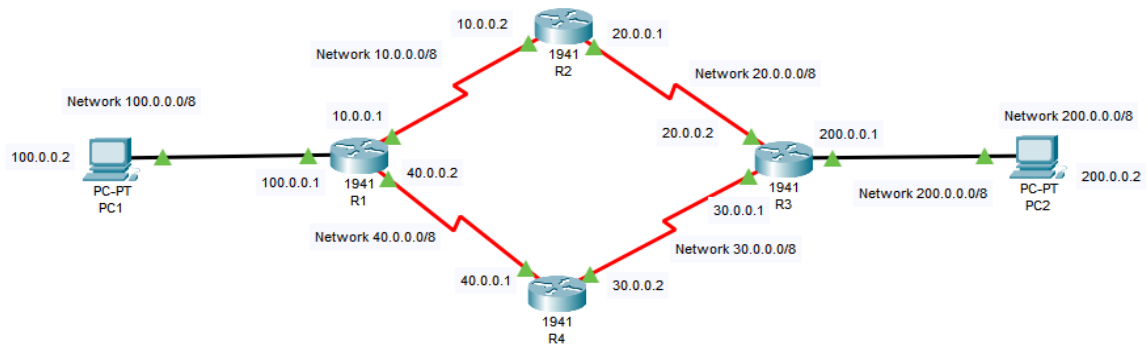 10.0.0.2
20.0.0.1
1941
R2
Network 10.0.0.0/8
Network 20.0.0.0/8
Network 100.0.0.0/8
Network 200.0.0.0/8
10.0.0.1
20.0.0.2
200.0.0.1
100.0.0.2
PC-PT
PC1
100.0.0.1
1941
R1
40.0.0.2
1941
R3
30.0.0.1
Network 200.0.0.0/8
PC-PT
PC2
200.0.0.2
Network 40.0.0.0/8
Network 30.0.0.0/8
40.0.0.1
30.0.0.2
1941
R4